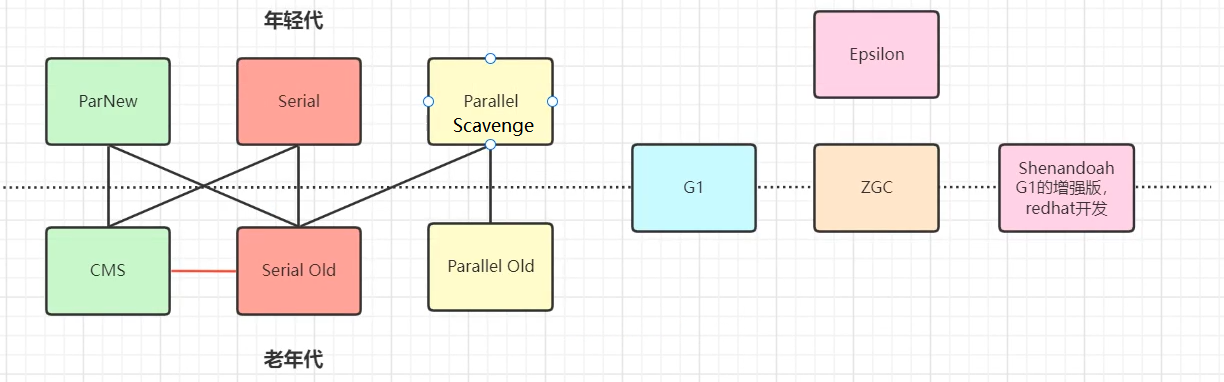 年轻代
Epsilon
ParNew
Serial
Parallel
Scavenge
G1
ZGC
Shenandoah
G1的增强版，
redhat开发
CMS
Serial Old
Parallel Old
老年代